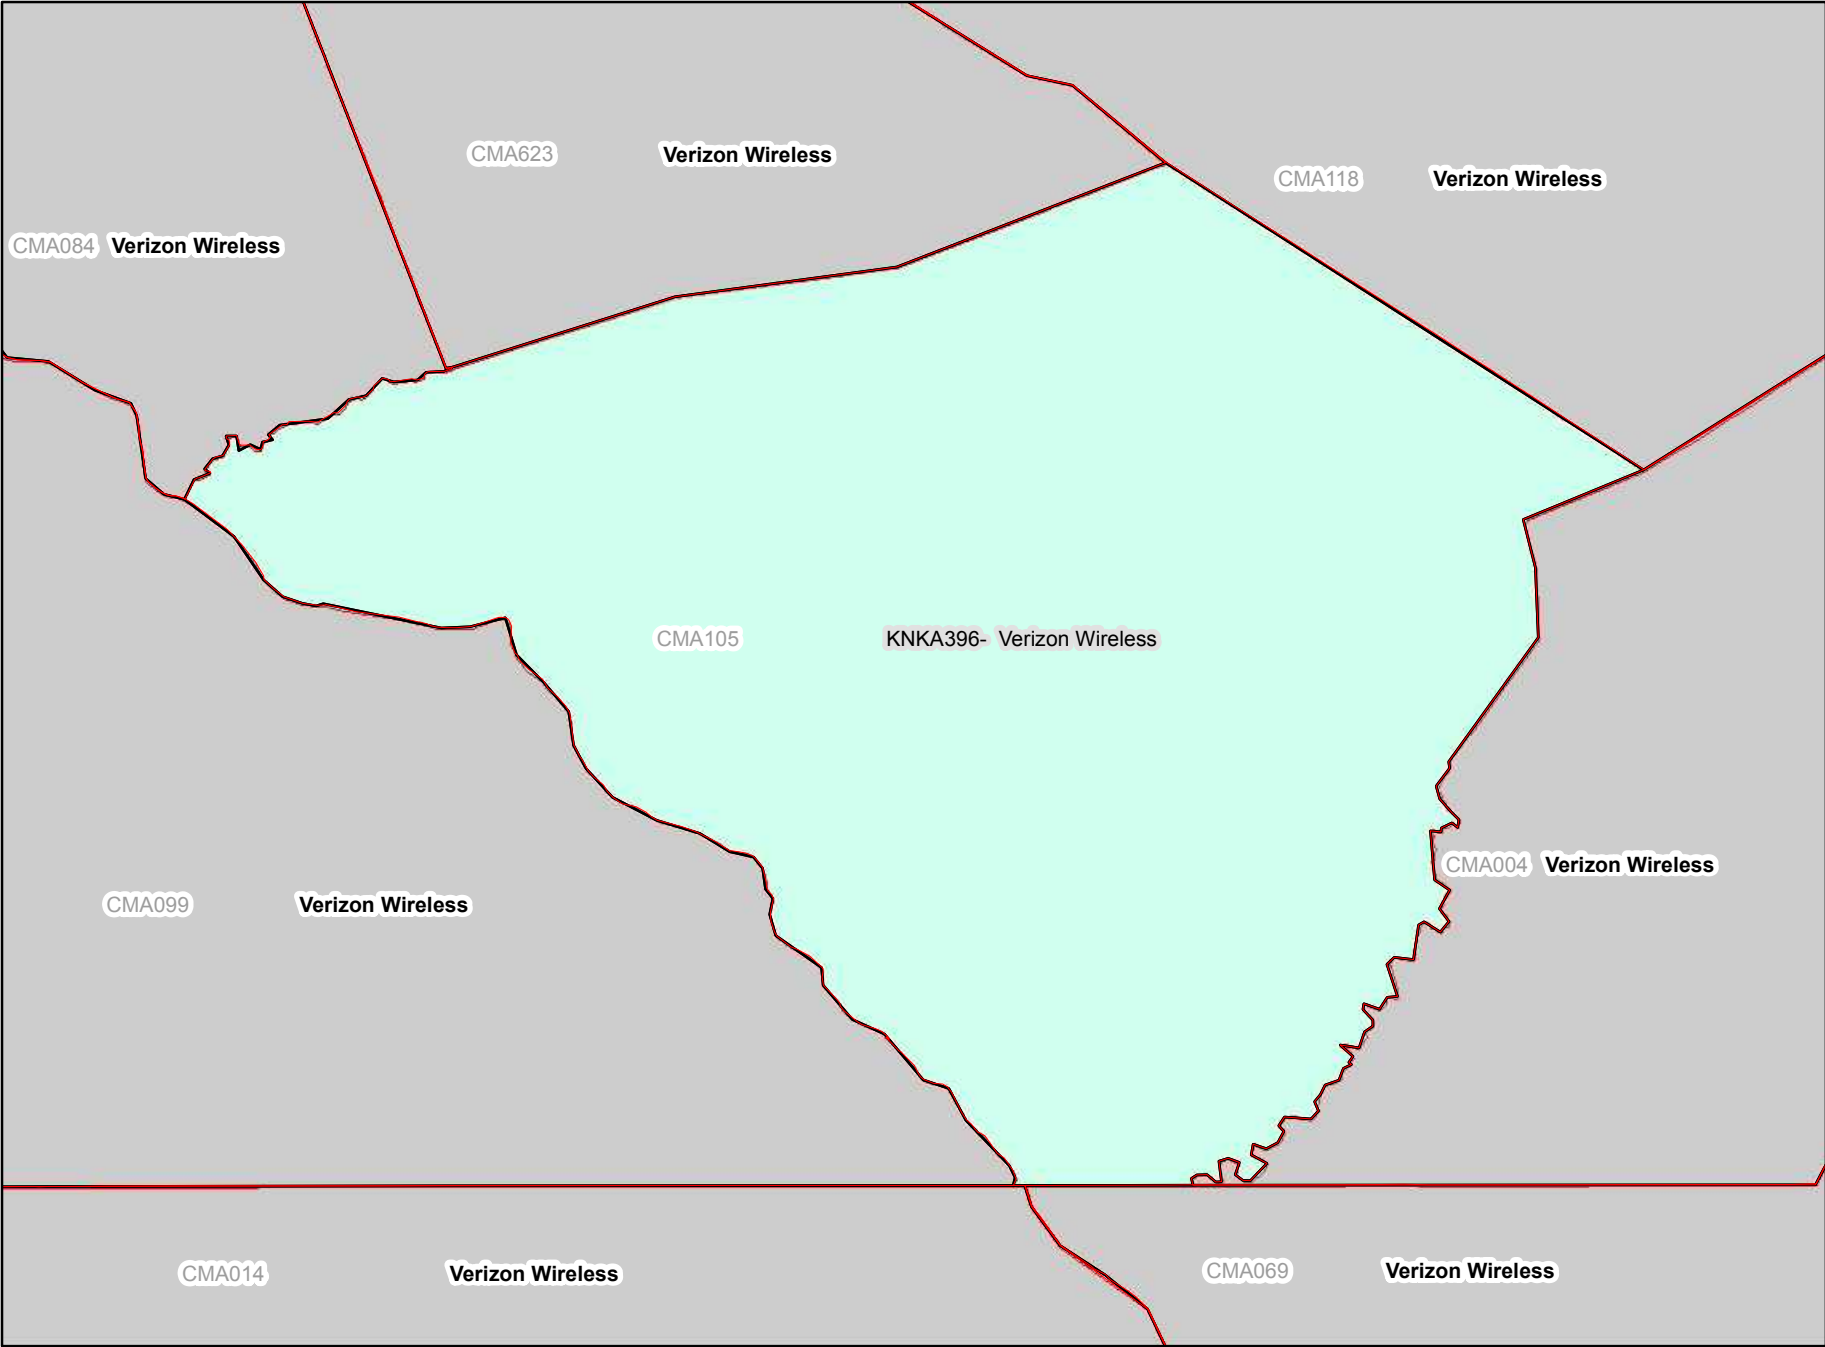 CMA623 Verizon Wireless
CMA118 Verizon Wireless
CMA084 Verizon Wireless
CMA105 KNKA396- Verizon Wireless
CMA004 Verizon Wireless
CMA099 Verizon Wireless
CMA014 Verizon Wireless
CMA069 Verizon Wireless